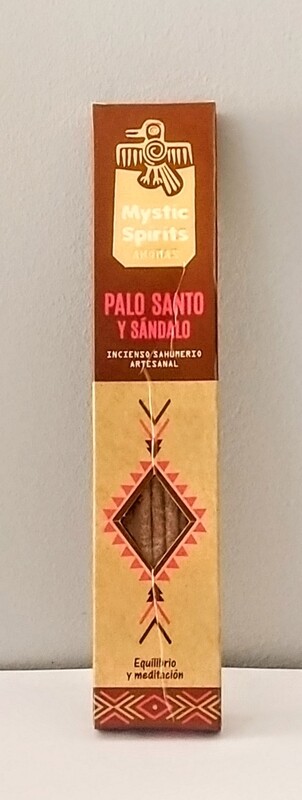 Mystic
Spirits
AROMAS
PALO SANTO
Y SÁNDALO
INCIENSO/SAHUMERIO
ARTESANAL
Equilibrio
y meditación